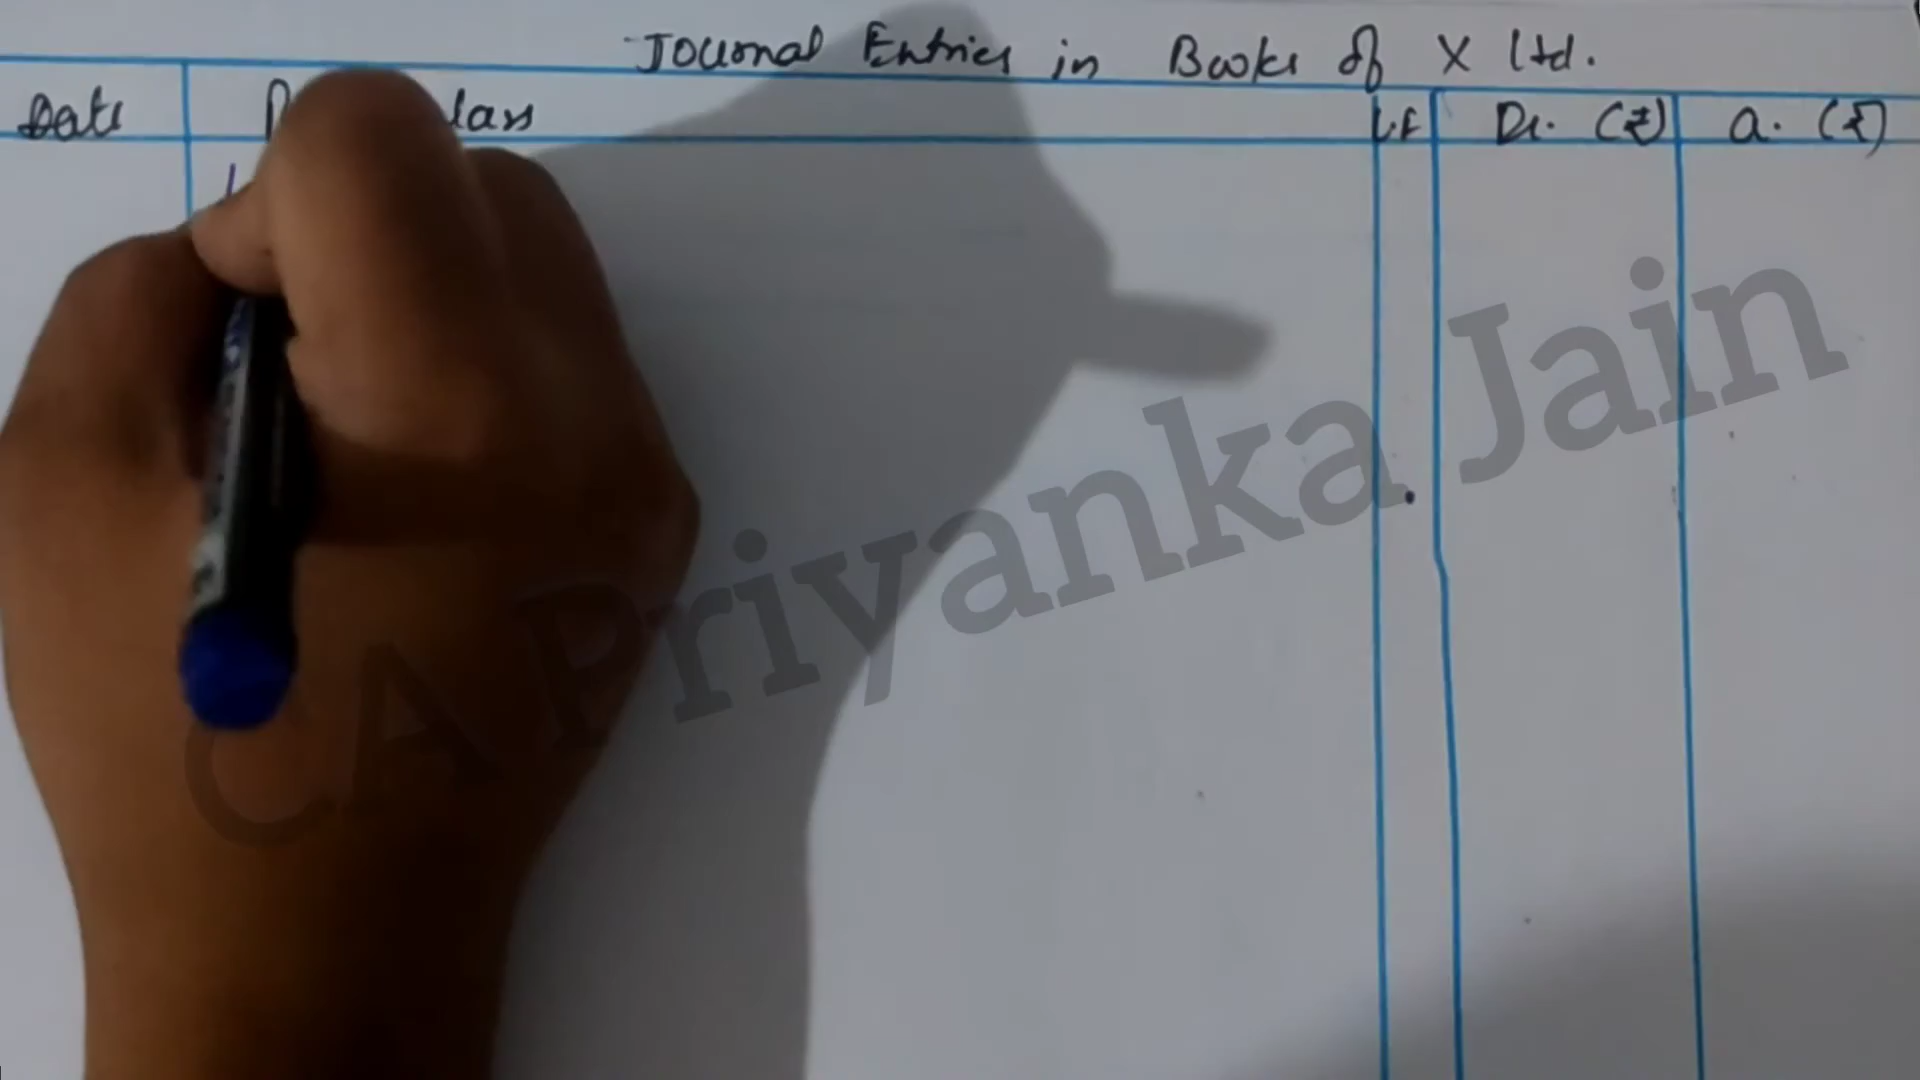 Journal Entries in Books of X Ltd.
Date L.F Dr. (₹) Cr. (₹)
CA Priyanka Jain